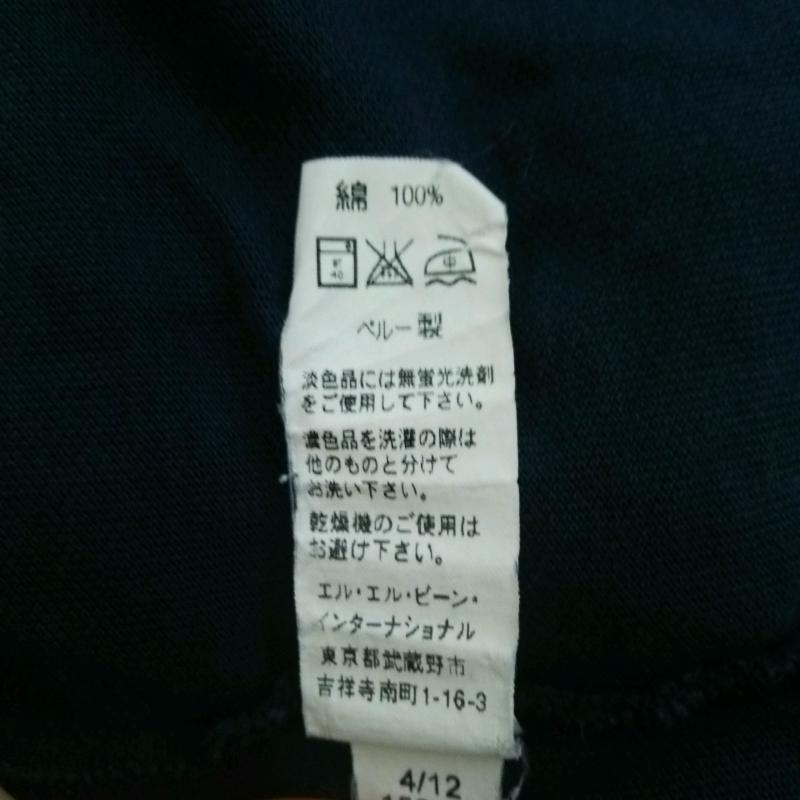 綿 100%
40
中
ペルー製
淡色品には無蛍光洗剤
をご使用して下さい。
濃色品を洗濯の際は
他のものと分けて
お洗い下さい。
乾燥機のご使用は
お避け下さい。
エル・エル・ビーン・
インターナショナル
東京都武蔵野市
吉祥寺南町1-16-3
4/12